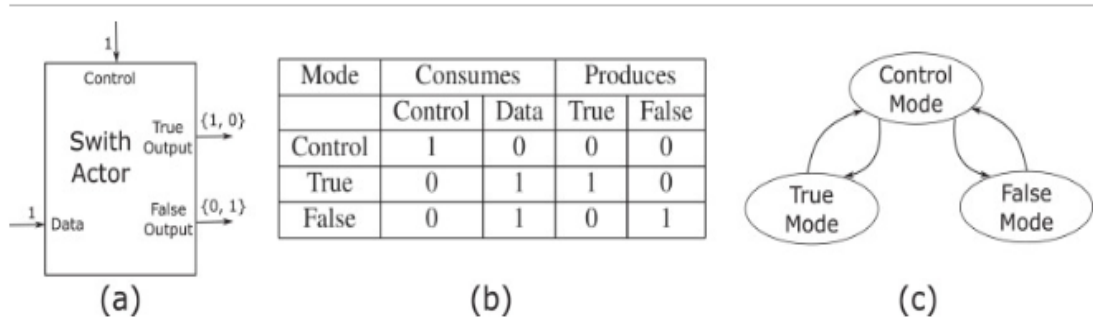 1
Control
Swith
Actor
True
Output
{1, 0}
1
Data
False
Output
{0, 1}
(a)
Mode Consumes Produces
Control Data True False
Control 1 0 0 0
True 0 1 1 0
False 0 1 0 1
(b)
Control
Mode
True
Mode
False
Mode
(c)